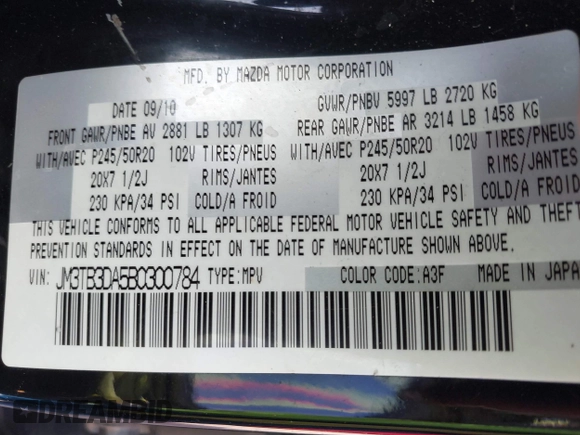 MFD. BY MAZDA MOTOR CORPORATION
DATE 09/10 GVWR/PNBV 5997 LB 2720 KG
FRONT GAWR/PNBE AV 2881 LB 1307 KG REAR GAWR/PNBE AR 3214 LB 1458 KG
WITH/AVEC P245/50R20 102V TIRES/PNEUS WITH/AVEC P245/50R20 102V TIRES/PNEUS
20X7 1/2J RIMS/JANTES 20X7 1/2J RIMS/JANTES
230 KPA/34 PSI COLD/A FROID 230 KPA/34 PSI COLD/A FROID
THIS VEHICLE CONFORMS TO ALL APPLICABLE FEDERAL MOTOR VEHICLE SAFETY AND THEFT
PREVENTION STANDARDS IN EFFECT ON THE DATE OF MANUFACTURE SHOWN ABOVE.
VIN: JM3TB3DA5B0300784 TYPE:MPV COLOR CODE:A3F MADE IN JAPA
DREAMBID